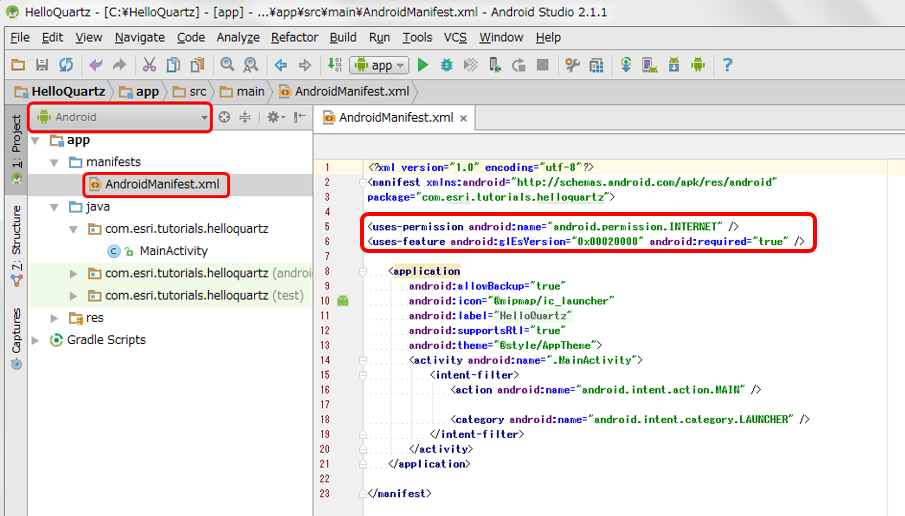 HelloQuartz - [C:¥HelloQuartz] - [app] - ...¥app¥src¥main¥AndroidManifest.xml - Android Studio 2.1.1
File Edit View Navigate Code Analyze Refactor Build Run Tools VCS Window Help
app
HelloQuartz app src main AndroidManifest.xml
Android
AndroidManifest.xml
1: Project
Z: Structure
Captures
app
manifests
AndroidManifest.xml
java
com.esri.tutorials.helloquartz
MainActivity
com.esri.tutorials.helloquartz (andro
com.esri.tutorials.helloquartz (test)
res
Gradle Scripts
1 <?xml version="1.0" encoding="utf-8"?>
2 <manifest xmlns:android="http://schemas.android.com/apk/res/android"
3 package="com.esri.tutorials.helloquartz">
4
5 <uses-permission android:name="android.permission.INTERNET" />
6 <uses-feature android:glEsVersion="0x00020000" android:required="true" />
7
8 <application
9 android:allowBackup="true"
10 android:icon="@mipmap/ic_launcher"
11 android:label="HelloQuartz"
12 android:supportsRtl="true"
13 android:theme="@style/AppTheme">
14 <activity android:name=".MainActivity">
15 <intent-filter>
16 <action android:name="android.intent.action.MAIN" />
17
18 <category android:name="android.intent.category.LAUNCHER" />
19 </intent-filter>
20 </activity>
21 </application>
22
23 </manifest>